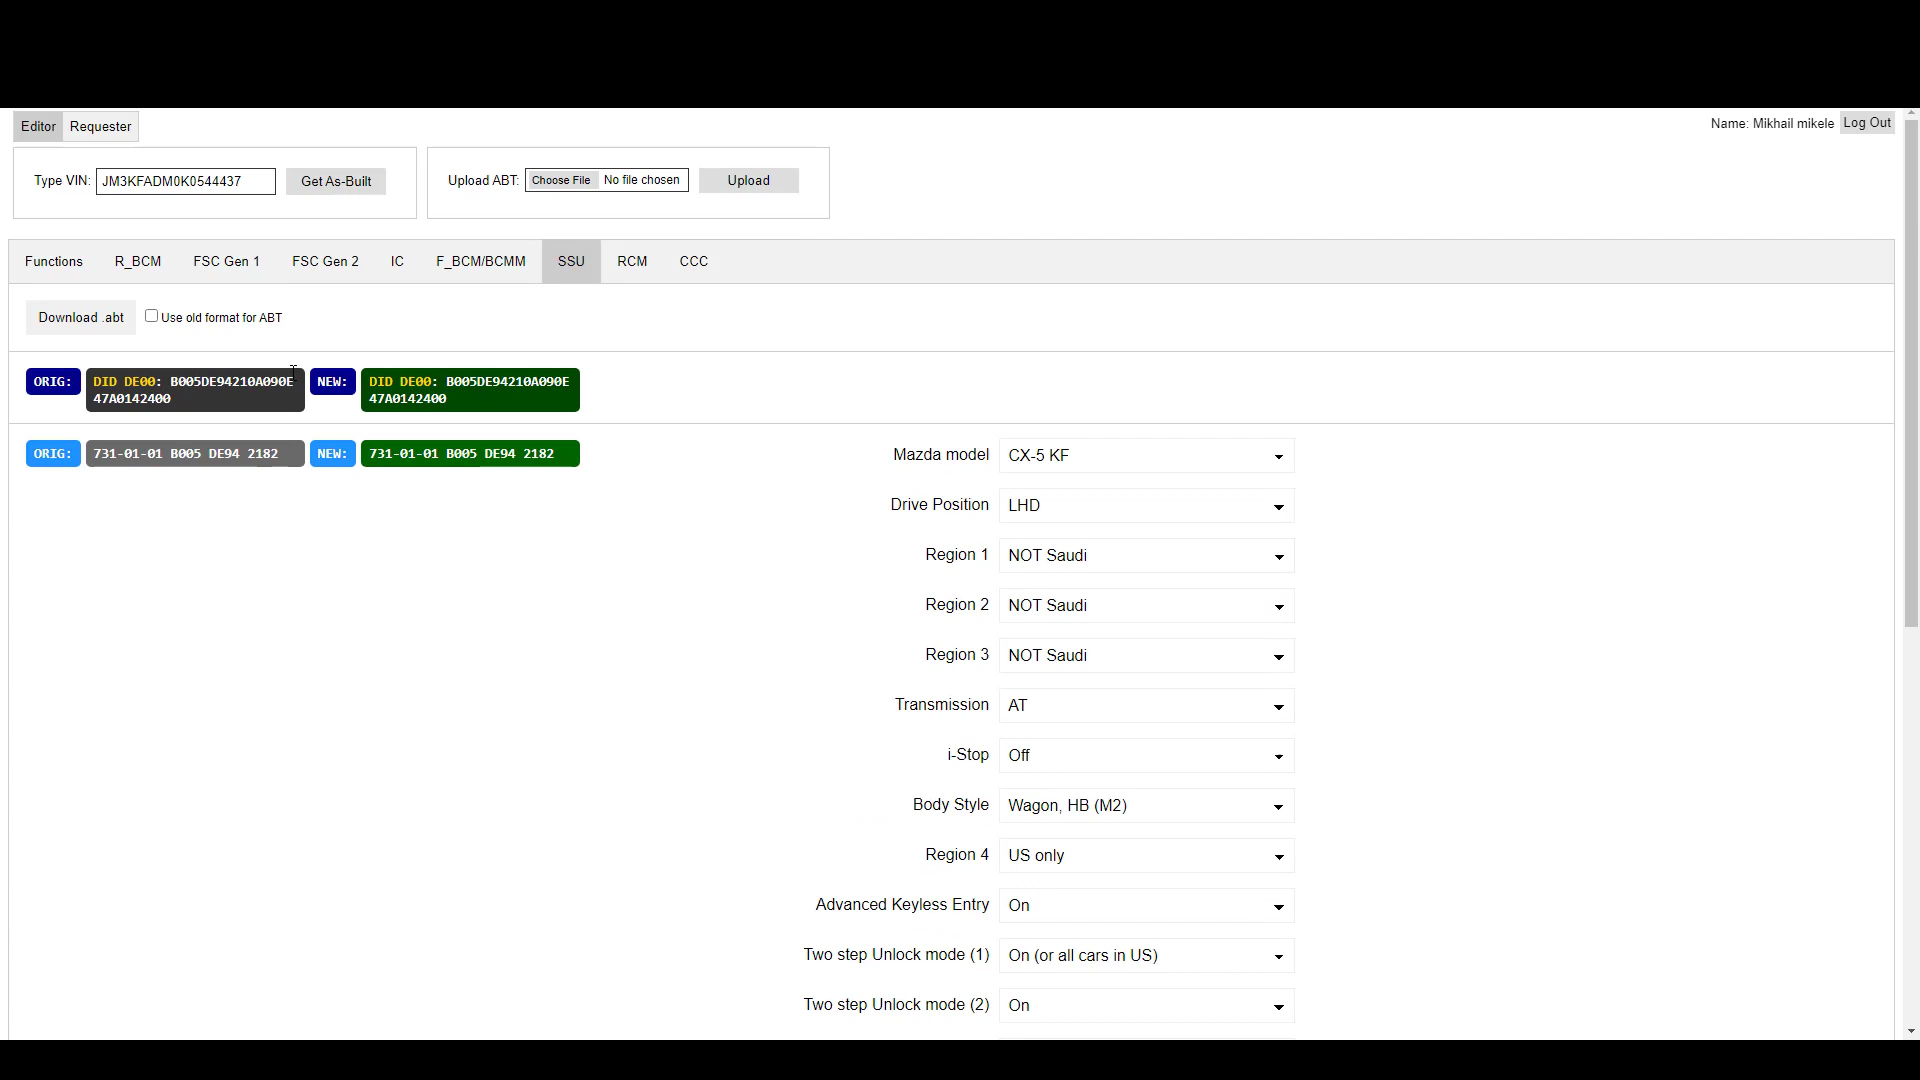 Editor Requester
Name: Mikhail mikele Log Out
Type VIN: JM3KFADM0K0544437 Get As-Built
Upload ABT: Choose File No file chosen Upload
Functions R_BCM FSC Gen 1 FSC Gen 2 IC F_BCM/BCMM SSU RCM CCC
Download .abt Use old format for ABT
ORIG: DID DE00: B005DE94210A090E
47A0142400
NEW: DID DE00: B005DE94210A090E
47A0142400
ORIG: 731-01-01 B005 DE94 2182 NEW: 731-01-01 B005 DE94 2182
Mazda model CX-5 KF
Drive Position LHD
Region 1 NOT Saudi
Region 2 NOT Saudi
Region 3 NOT Saudi
Transmission AT
i-Stop Off
Body Style Wagon, HB (M2)
Region 4 US only
Advanced Keyless Entry On
Two step Unlock mode (1) On (or all cars in US)
Two step Unlock mode (2) On